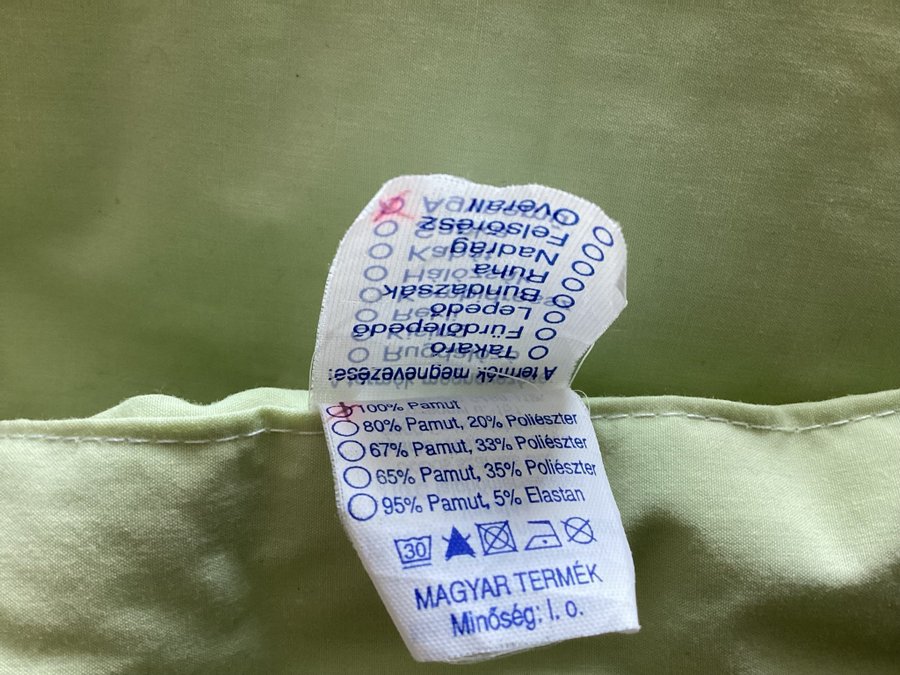 A termék megnevezése:
Takaró
Fürdőlepedő
Lepedő
Bundazsák
Ruha
Nadrág
Felsőrész
Overáll
100% Pamut
80% Pamut, 20% Poliészter
67% Pamut, 33% Poliészter
65% Pamut, 35% Poliészter
95% Pamut, 5% Elastan
30
MAGYAR TERMÉK
Minőség: I. o.